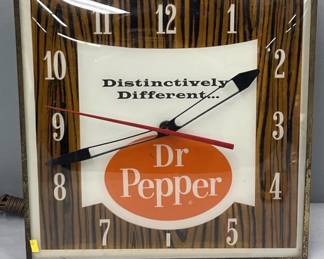 11 12 1
10 2
Distinctively
Different...
9 3
Dr
Pepper
8 4
7 5